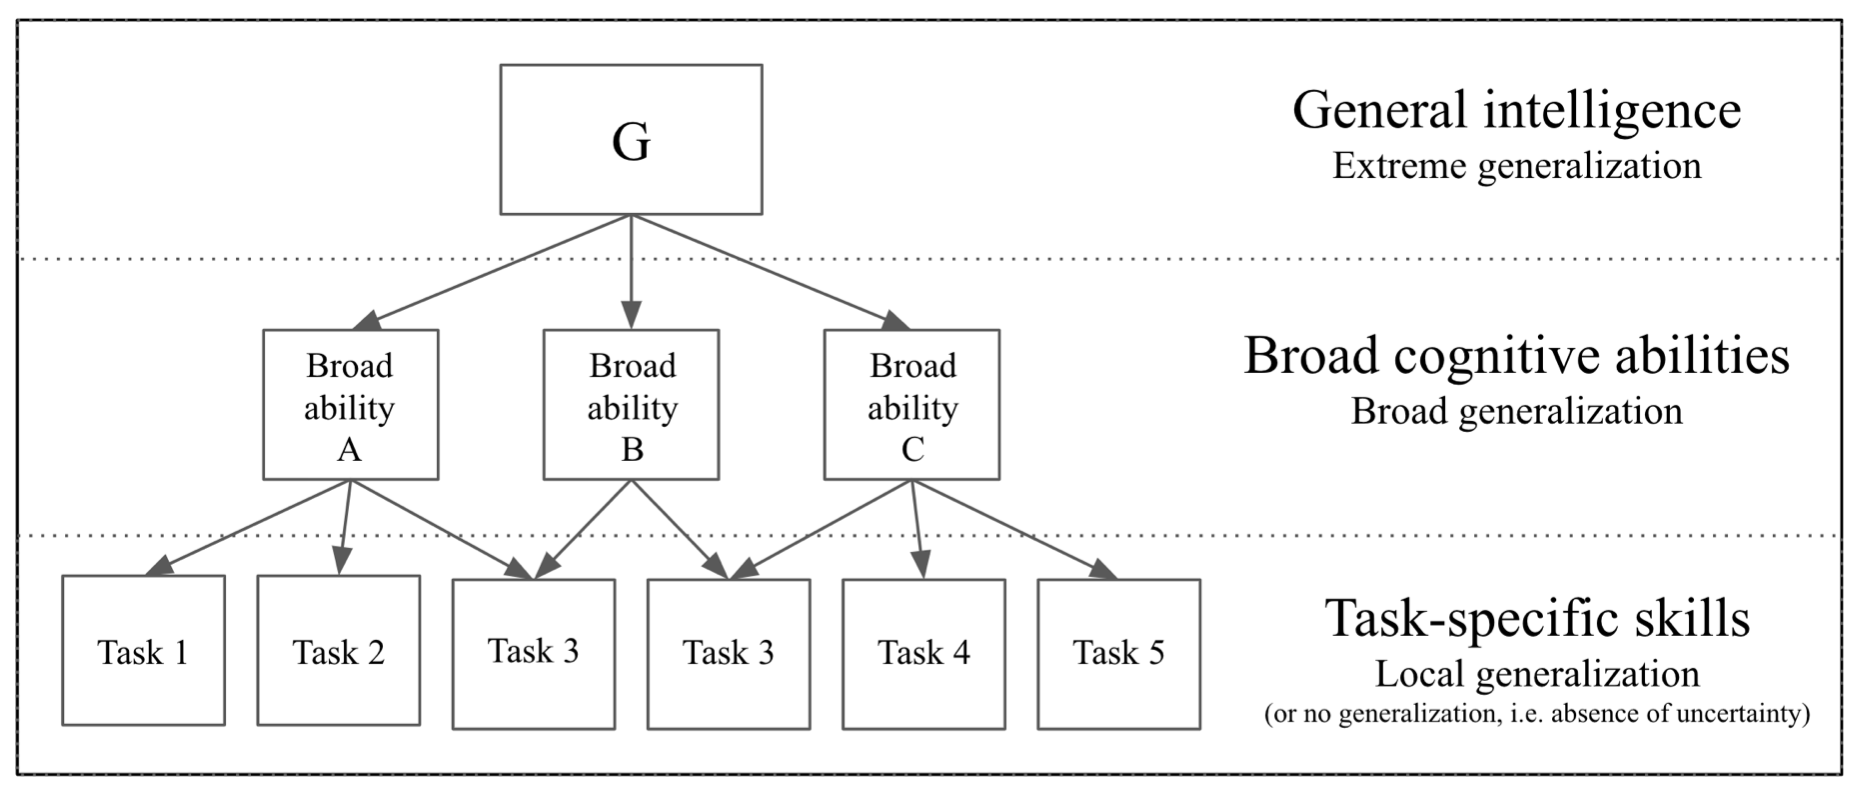 G
General intelligence
Extreme generalization
Broad
ability
A
Broad
ability
B
Broad
ability
C
Broad cognitive abilities
Broad generalization
Task 1
Task 2
Task 3
Task 3
Task 4
Task 5
Task-specific skills
Local generalization
(or no generalization, i.e. absence of uncertainty)